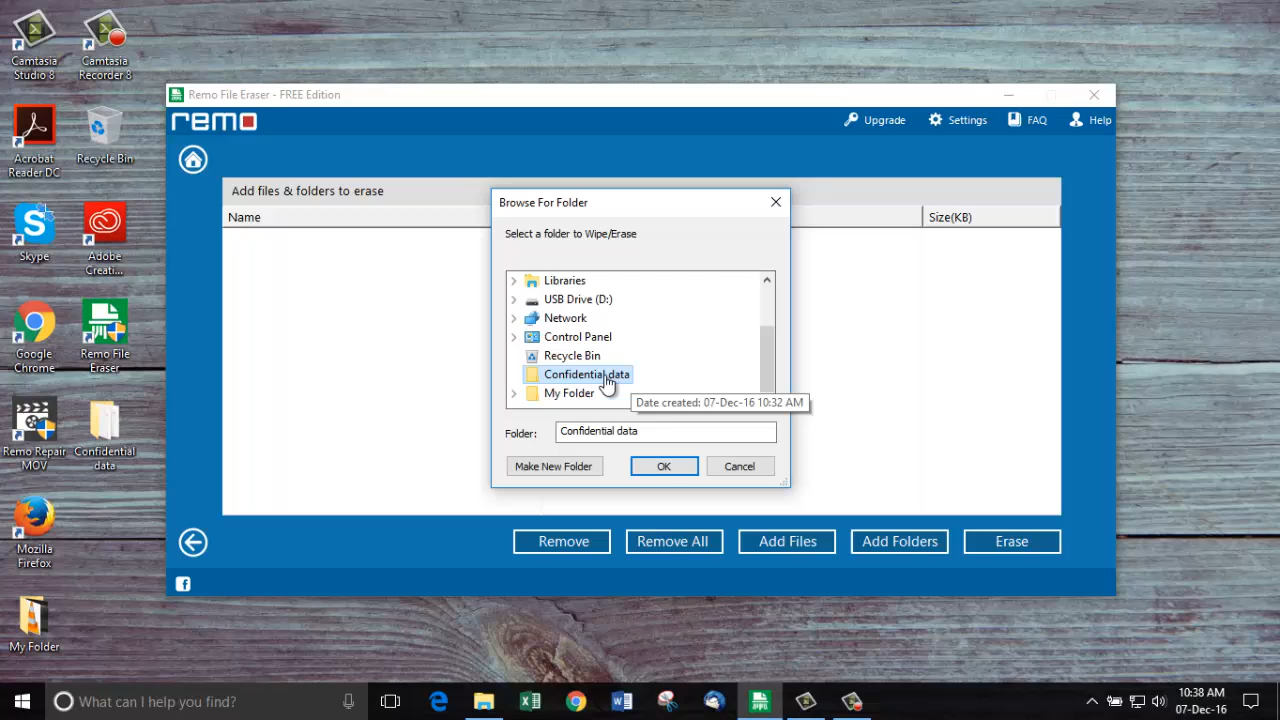 Camtasia
Studio 8
Camtasia
Recorder 8
Acrobat
Reader DC
Recycle Bin
Skype
Adobe
Creati...
Google
Chrome
Remo File
Eraser
Remo Repair
MOV
Confidential
data
Mozilla
Firefox
My Folder
Remo File Eraser - FREE Edition
remo
Upgrade
Settings
FAQ
Help
Add files & folders to erase
Name
Size(KB)
Browse For Folder
Select a folder to Wipe/Erase
Libraries
USB Drive (D:)
Network
Control Panel
Recycle Bin
Confidential data
My Folder
Date created: 07-Dec-16 10:32 AM
Folder:
Confidential data
Make New Folder
OK
Cancel
Remove
Remove All
Add Files
Add Folders
Erase
What can I help you find?
10:38 AM
07-Dec-16